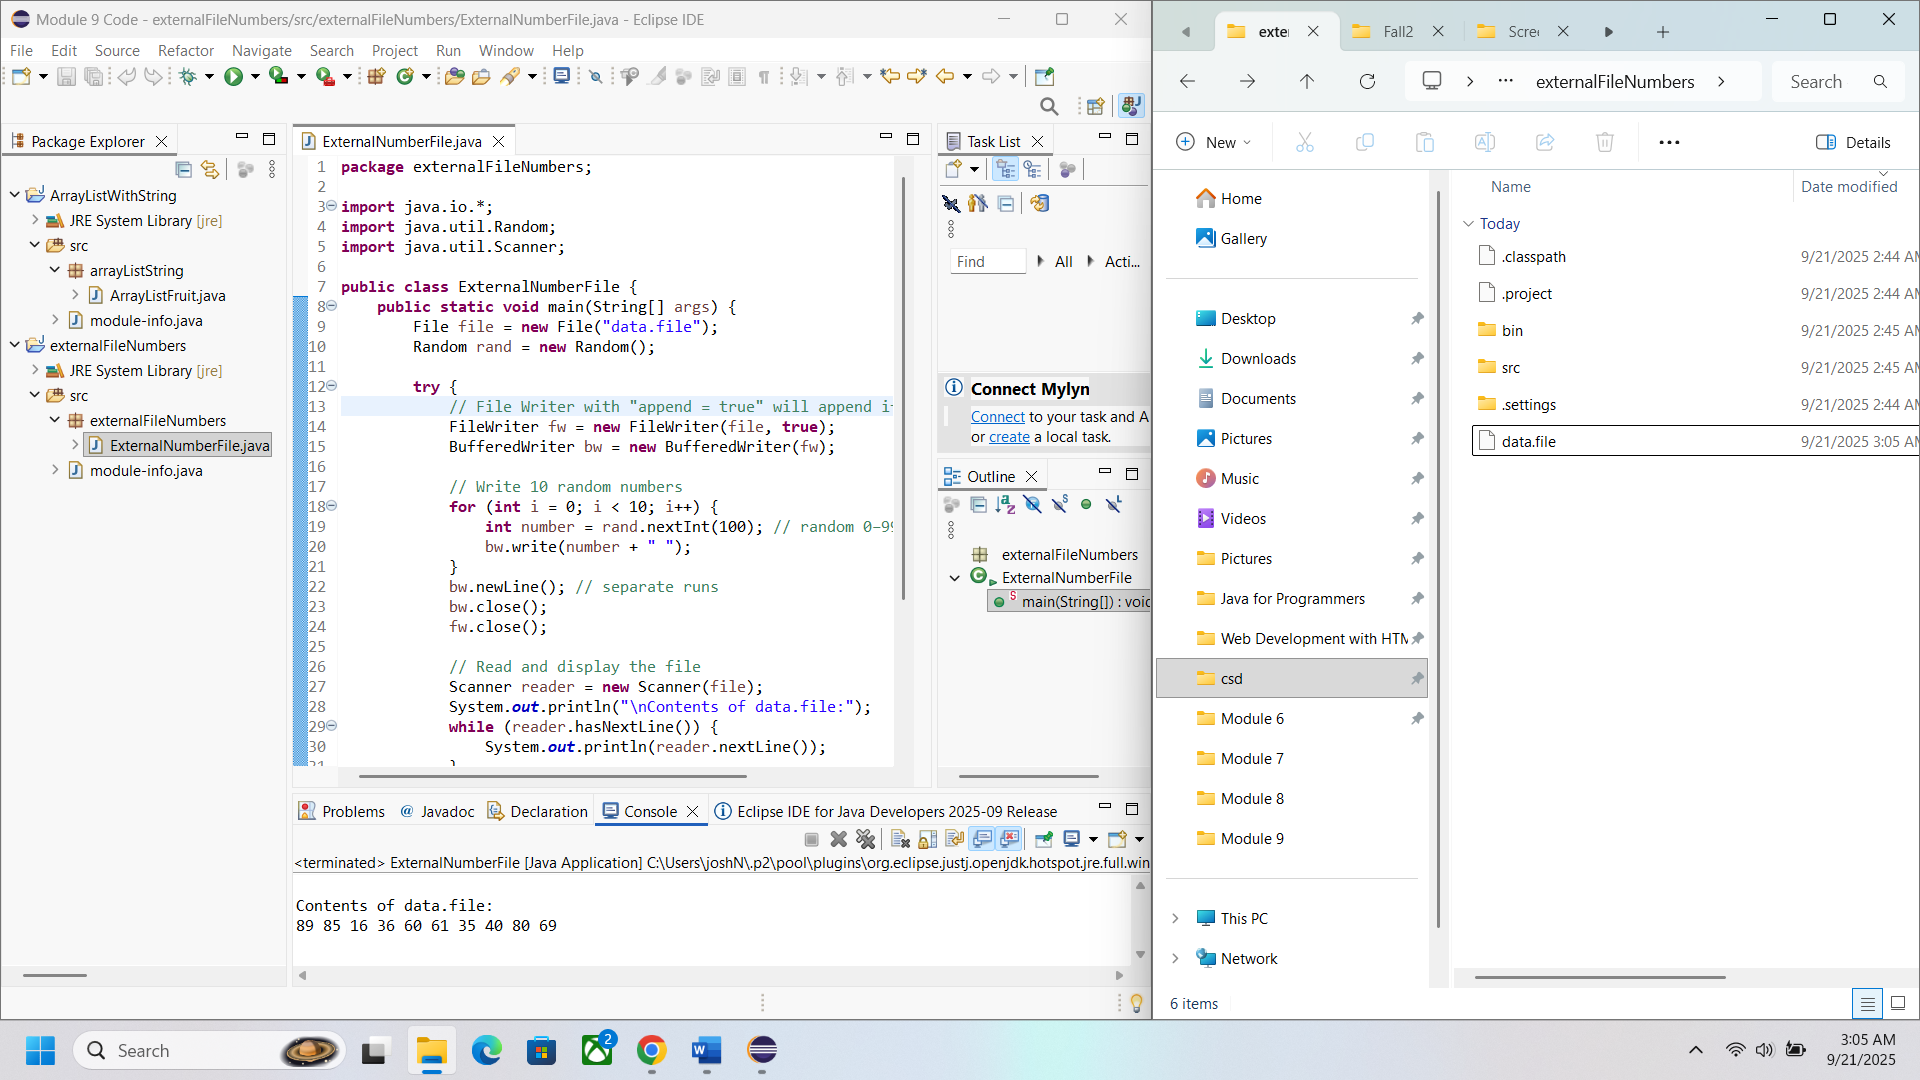 Module 9 Code - externalFileNumbers/src/externalFileNumbers/ExternalNumberFile.java - Eclipse IDE
File Edit Source Refactor Navigate Search Project Run Window Help
Package Explorer
ArrayListWithString
JRE System Library [jre]
src
arrayListString
ArrayListFruit.java
module-info.java
externalFileNumbers
JRE System Library [jre]
src
externalFileNumbers
ExternalNumberFile.java
module-info.java
ExternalNumberFile.java
1 package externalFileNumbers;
2
3 import java.io.*;
4 import java.util.Random;
5 import java.util.Scanner;
6
7 public class ExternalNumberFile {
8 public static void main(String[] args) {
9 File file = new File("data.file");
10 Random rand = new Random();
11
12 try {
13 // File Writer with "append = true" will append i
14 FileWriter fw = new FileWriter(file, true);
15 BufferedWriter bw = new BufferedWriter(fw);
16
17 // Write 10 random numbers
18 for (int i = 0; i < 10; i++) {
19 int number = rand.nextInt(100); // random 0-99
20 bw.write(number + " ");
21 }
22 bw.newLine(); // separate runs
23 bw.close();
24 fw.close();
25
26 // Read and display the file
27 Scanner reader = new Scanner(file);
28 System.out.println("\nContents of data.file:");
29 while (reader.hasNextLine()) {
30 System.out.println(reader.nextLine());
31 }
Task List
Find All Acti...
Connect Mylyn
Connect to your task and A
or create a local task.
Outline
externalFileNumbers
ExternalNumberFile
main(String[]) : void
Problems @ Javadoc Declaration Console Eclipse IDE for Java Developers 2025-09 Release
<terminated> ExternalNumberFile [Java Application] C:\Users\joshN\.p2\pool\plugins\org.eclipse.justj.openjdk.hotspot.jre.full.win
Contents of data.file:
89 85 16 36 60 61 35 40 80 69
exte Fall2 Scree
... externalFileNumbers Search
New Details
Home
Gallery
Desktop
Downloads
Documents
Pictures
Music
Videos
Pictures
Java for Programmers
Web Development with HTM
csd
Module 6
Module 7
Module 8
Module 9
This PC
Network
Name Date modified
Today
.classpath 9/21/2025 2:44 AM
.project 9/21/2025 2:44 AM
bin 9/21/2025 2:45 AM
src 9/21/2025 2:45 AM
.settings 9/21/2025 2:44 AM
data.file 9/21/2025 3:05 AM
6 items
Search
2
3:05 AM
9/21/2025